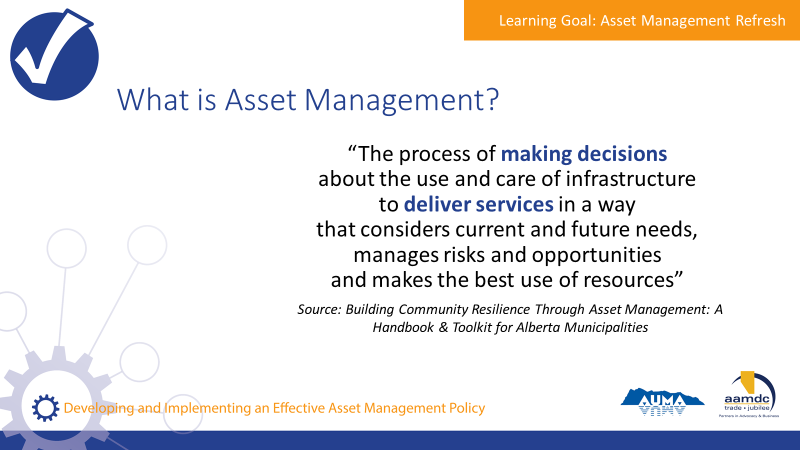 Learning Goal: Asset Management Refresh
What is Asset Management?
“The process of making decisions
about the use and care of infrastructure
to deliver services in a way
that considers current and future needs,
manages risks and opportunities
and makes the best use of resources”
Source: Building Community Resilience Through Asset Management: A
Handbook & Toolkit for Alberta Municipalities
Developing and Implementing an Effective Asset Management Policy
AUMA
aamdc
trade • jubilee
Partners in Advocacy & Business